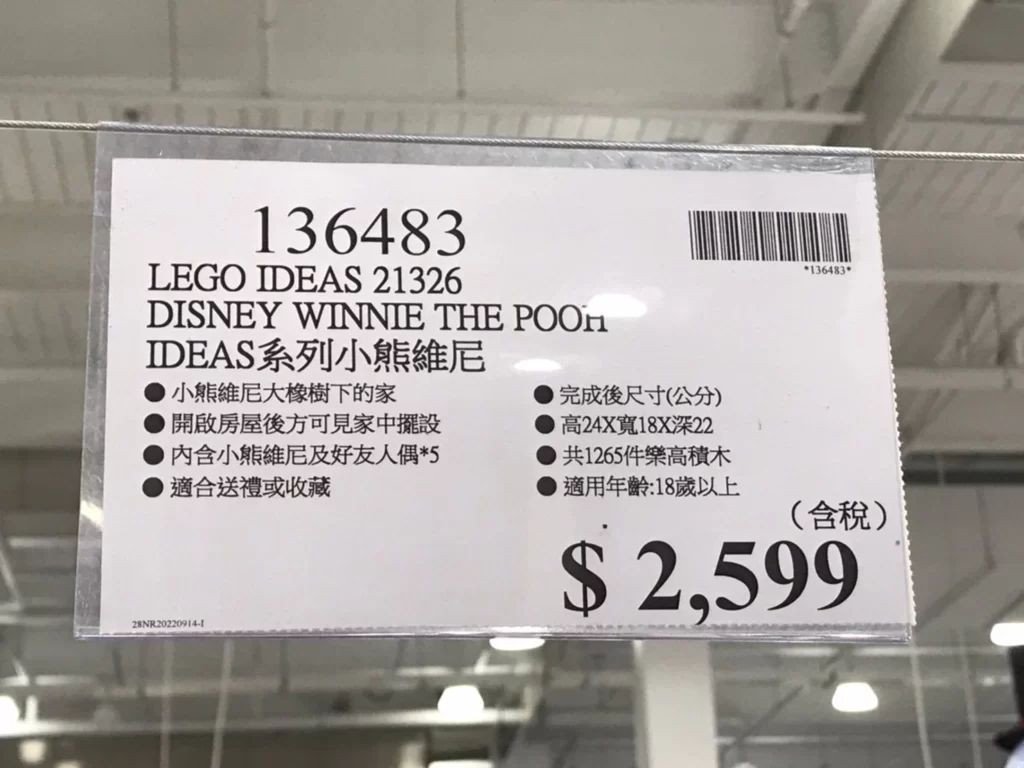 136483
*136483*
LEGO IDEAS 21326
DISNEY WINNIE THE POOH
IDEAS系列小熊維尼
●小熊維尼大橡樹下的家
●開啟房屋後方可見家中擺設
●內含小熊維尼及好友人偶*5
●適合送禮或收藏
●完成後尺寸(公分)
●高24X寬18X深22
●共1265件樂高積木
●適用年齡:18歲以上
(含稅)
$ 2,599
28NR20220914-I